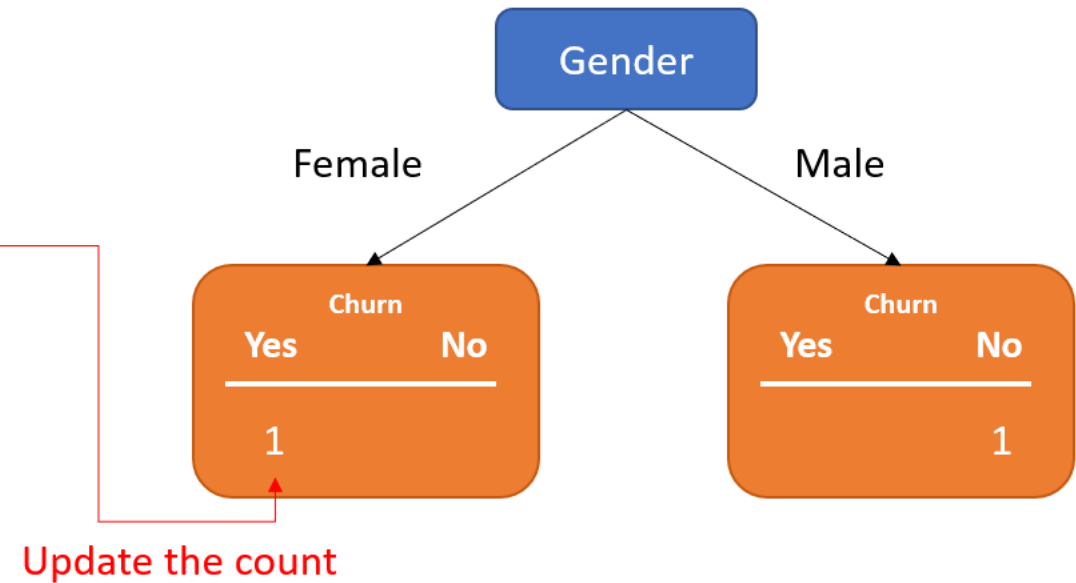 Gender
Female
Male
Churn
Yes No
1
Churn
Yes No
1
Update the count